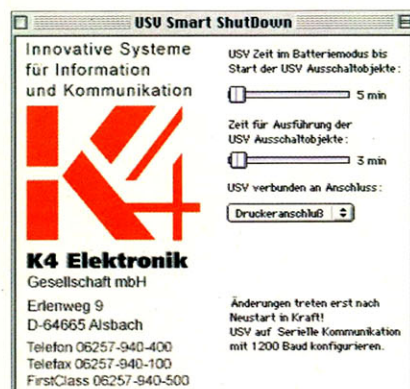 USV Smart ShutDown
Innovative Systeme
für Information
und Kommunikation
K4
K4 Elektronik
Gesellschaft mbH
Erlenweg 9
D-64665 Alsbach
Telefon 06257-940-400
Telefax 06257-940-100
FirstClass 06257-940-500
USV Zeit im Batteriemodus bis
Start der USV Ausschaltobjekte:
5 min
Zeit für Ausführung der
USV Ausschaltobjekte:
3 min
USV verbunden an Anschluss:
Druckeranschluß
Änderungen treten erst nach
Neustart in Kraft!
USV auf Serielle Kommunikation
mit 1200 Baud konfigurieren.